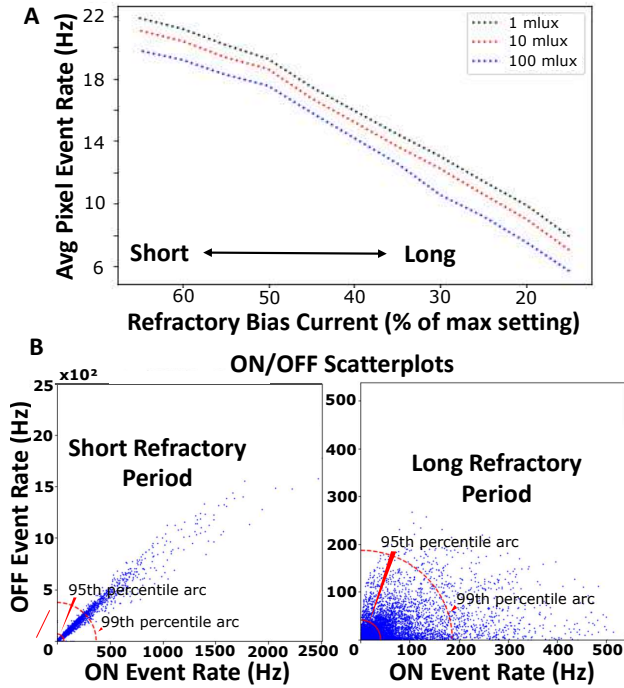 A
Avg Pixel Event Rate (Hz)
22
18
14
10
6
1 mlux
10 mlux
100 mlux
Short
Long
60
50
40
30
20
Refractory Bias Current (% of max setting)
B
ON/OFF Scatterplots
x10²
OFF Event Rate (Hz)
25
20
15
10
5
0
Short Refractory
Period
95th percentile arc
99th percentile arc
500
1000
1500
2000
2500
ON Event Rate (Hz)
500
400
300
200
100
0
Long Refractory
Period
95th percentile arc
99th percentile arc
0
100
200
300
400
500
ON Event Rate (Hz)